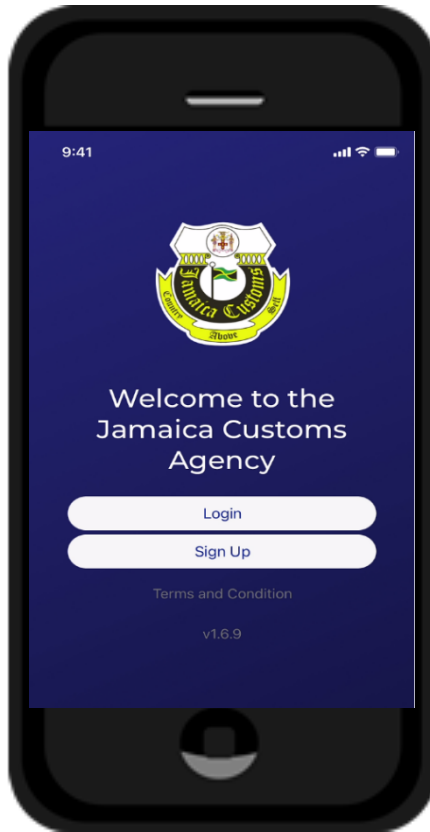 9:41
Jamaica Customs
Country Above Self
Welcome to the
Jamaica Customs
Agency
Login
Sign Up
Terms and Condition
v1.6.9